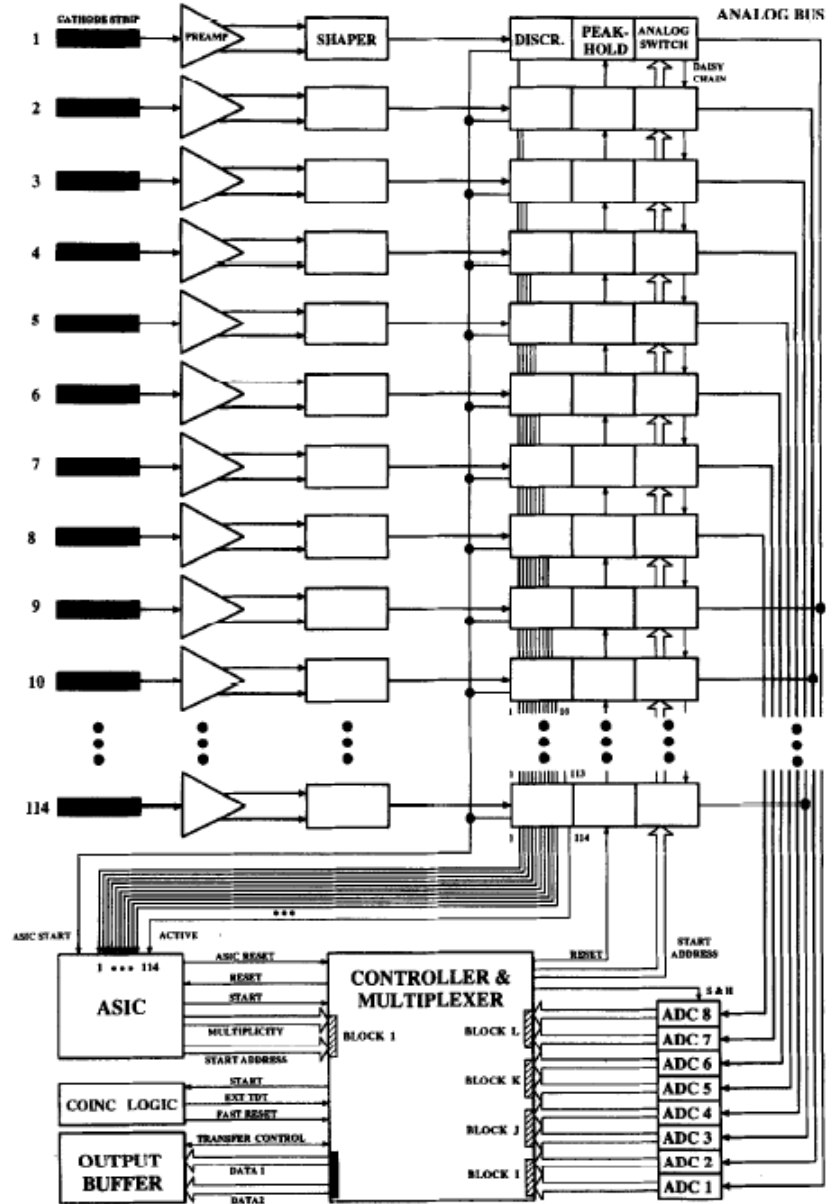 CATHODE STRIP
ANALOG BUS
1
PREAMP
SHAPER
DISCR.
PEAK-
HOLD
ANALOG
SWITCH
DAISY
CHAIN
2
3
4
5
6
7
8
9
10
1
16
1
113
114
1
114
•••
ASIC START
ACTIVE
1 ••• 114
ASIC
ASIC RESET
RESET
START
MULTIPLICITY
START ADDRESS
CONTROLLER &
MULTIPLEXER
BLOCK 1
BLOCK L
BLOCK K
BLOCK J
BLOCK I
RESET
START
ADDRESS
S & H
ADC 8
ADC 7
ADC 6
ADC 5
ADC 4
ADC 3
ADC 2
ADC 1
COINC LOGIC
START
EXT TDT
FAST RESET
OUTPUT
BUFFER
TRANSFER CONTROL
DATA 1
DATA2